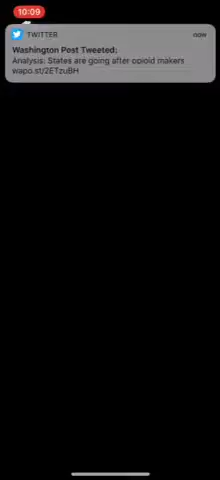 10:09
TWITTER now
Washington Post Tweeted:
Analysis: States are going after opioid makers
wapo.st/2ETzuBH